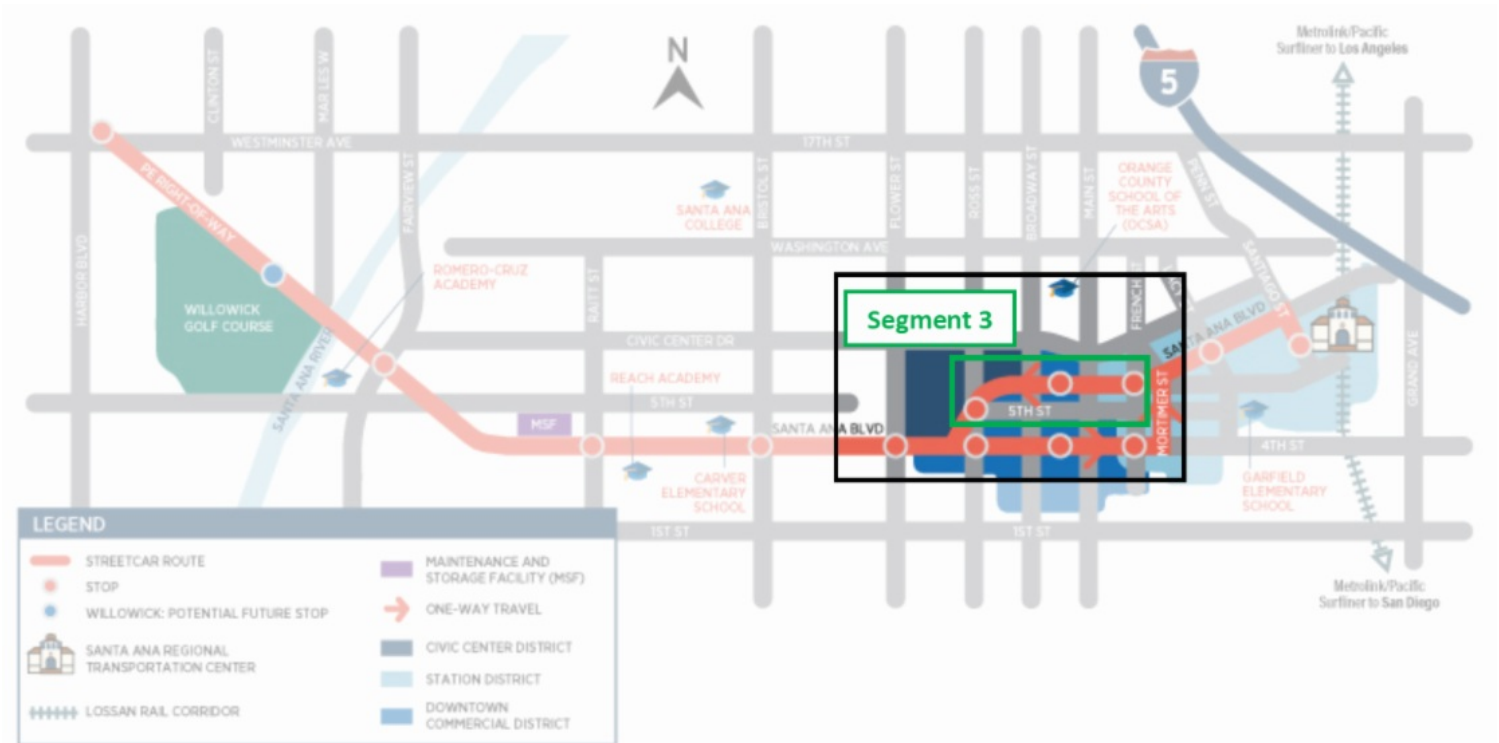 Metrolink/Pacific
Surfliner to Los Angeles
N
5
CLINTON ST
MAR LES W
WESTMINSTER AVE
17TH ST
PE RIGHT-OF-WAY
FAIRVIEW ST
BRISTOL ST
FLOWER ST
ROSS ST
BROADWAY ST
MAIN ST
PENN ST
ORANGE
COUNTY
SCHOOL OF
THE ARTS
(OCSA)
SANTA ANA
COLLEGE
WASHINGTON AVE
HARBOR BLVD
ROMERO-CRUZ
ACADEMY
RAITT ST
FRENCH ST
LACY ST
SANTIAGO ST
WILLOWICK
GOLF COURSE
Segment 3
SANTA ANA BLVD
CIVIC CENTER DR
SANTA ANA RIVER
GRAND AVE
REACH ACADEMY
5TH ST
5TH ST
MORTIMER ST
MSF
SANTA ANA BLVD
4TH ST
CARVER
ELEMENTARY
SCHOOL
GARFIELD
ELEMENTARY
SCHOOL
1ST ST
1ST ST
Metrolink/Pacific
Surfliner to San Diego
LEGEND
STREETCAR ROUTE
STOP
WILLOWICK: POTENTIAL FUTURE STOP
SANTA ANA REGIONAL
TRANSPORTATION CENTER
LOSSAN RAIL CORRIDOR
MAINTENANCE AND
STORAGE FACILITY (MSF)
ONE-WAY TRAVEL
CIVIC CENTER DISTRICT
STATION DISTRICT
DOWNTOWN
COMMERCIAL DISTRICT